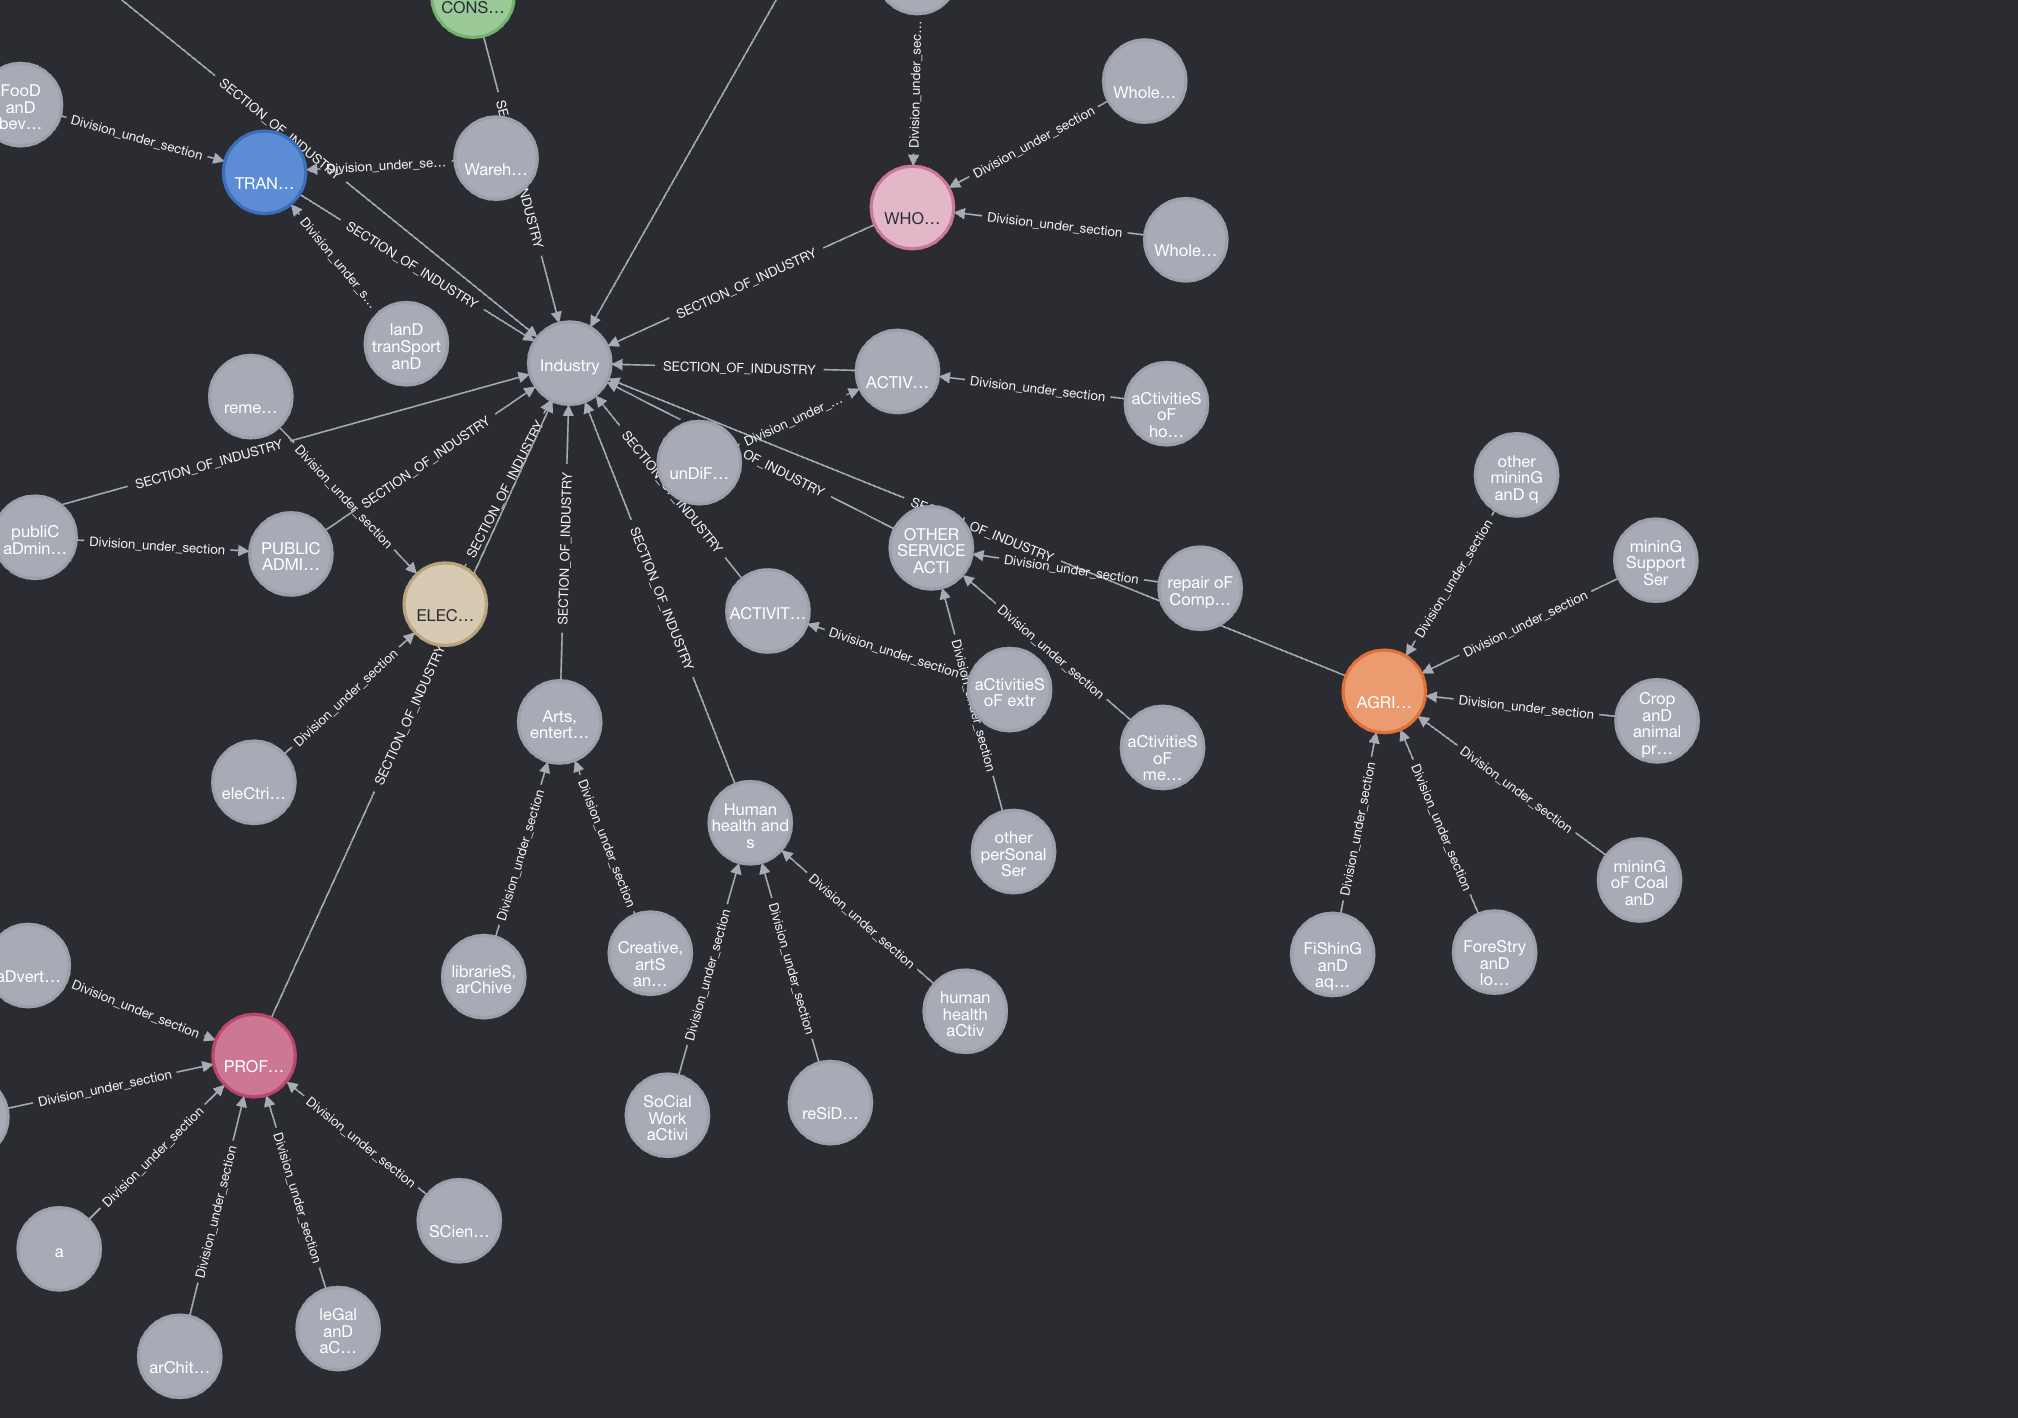 CONS…
SECTION_OF_INDUSTRY
Division_under_sec…
Whole…
FooD
anD
bev…
Division_under_section
Division_under_section
TRAN…
Division_under_se…
Wareh…
INDUSTRY
WHO…
Division_under_section
Whole…
Division_under_s…
SECTION_OF_INDUSTRY
SECTION_OF_INDUSTRY
lanD
tranSport
anD
Industry
SECTION_OF_INDUSTRY
ACTIV…
Division_under_section
aCtivitieS
oF
ho…
reme…
Division_under_…
SECTION_OF_INDUSTRY
Division_under_section
SECTION_OF_INDUSTRY
SECTION_OF_INDUSTRY
unDiF…
OF_INDUSTRY
other
mininG
anD q
publiC
aDmin…
Division_under_section
PUBLIC
ADMI…
SECTION_OF_INDUSTRY
SECTION_OF_INDUSTRY
OTHER
SERVICE
ACTI
OF_INDUSTRY
Division_under_section
repair oF
Comp…
Division_under_section
mininG
Support
Ser
ELEC…
SECTION_OF_INDUSTRY
ACTIVIT…
Division_under_section
Division_under_section
Division_under_section
Division_under_section
aCtivitieS
oF extr
AGRI…
Division_under_section
Crop
anD
animal
pr…
Division_under_section
SECTION_OF_INDUSTRY
Arts,
entert…
aCtivitieS
oF
me…
eleCtri…
Division_under_section
Division_under_section
Human
health and
s
other
perSonal
Ser
Division_under_section
Division_under_section
Division_under_section
mininG
oF Coal
anD
Division_under_section
aDvert…
Division_under_section
librarieS,
arChive
Creative,
artS
an…
Division_under_section
Division_under_section
human
health
aCtiv
FiShinG
anD
aq…
ForeStry
anD
lo…
PROF…
Division_under_section
Division_under_section
Division_under_section
Division_under_section
Division_under_section
SoCial
Work
aCtivi
reSiD…
a
SCien…
arChit…
leGal
anD
aC…